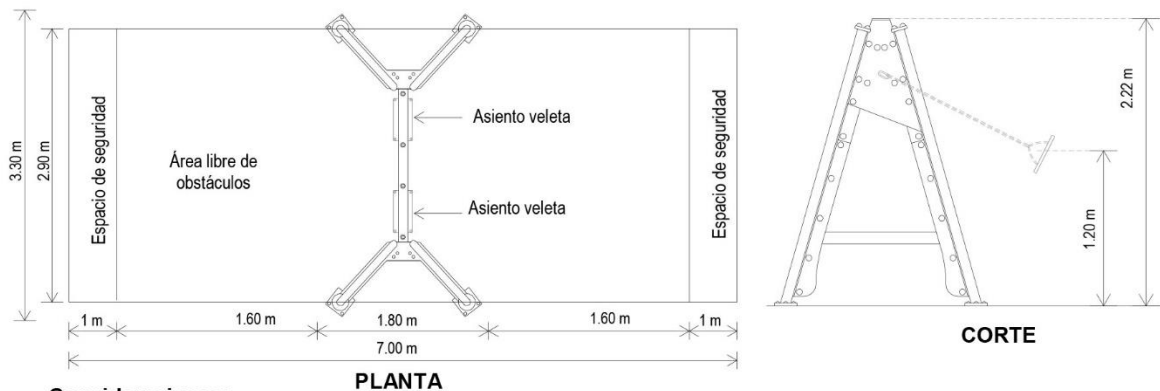 3.30 m
2.90 m
Espacio de seguridad
Área libre de
obstáculos
Asiento veleta
Asiento veleta
Espacio de seguridad
1 m
1.60 m
1.80 m
1.60 m
1 m
7.00 m
PLANTA
2.22 m
1.20 m
CORTE